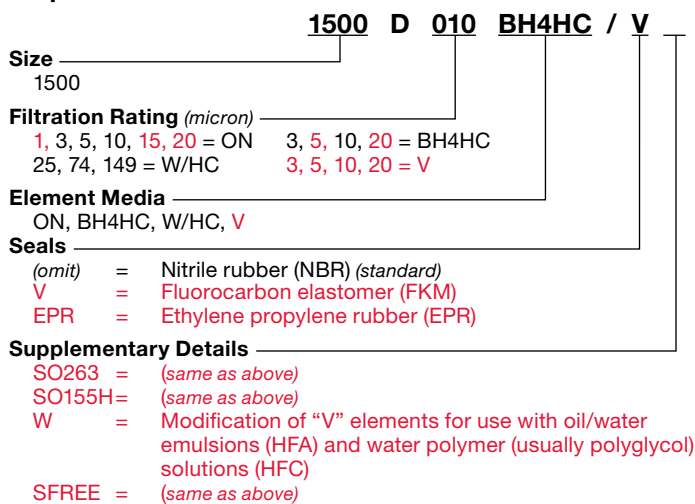 1500 D 010 BH4HC / V
Size
1500
Filtration Rating (micron)
1, 3, 5, 10, 15, 20 = ON 3, 5, 10, 20 = BH4HC
25, 74, 149 = W/HC 3, 5, 10, 20 = V
Element Media
ON, BH4HC, W/HC, V
Seals
(omit) = Nitrile rubber (NBR) (standard)
V = Fluorocarbon elastomer (FKM)
EPR = Ethylene propylene rubber (EPR)
Supplementary Details
SO263 = (same as above)
SO155H= (same as above)
W = Modification of “V” elements for use with oil/water
emulsions (HFA) and water polymer (usually polyglycol)
solutions (HFC)
SFREE = (same as above)